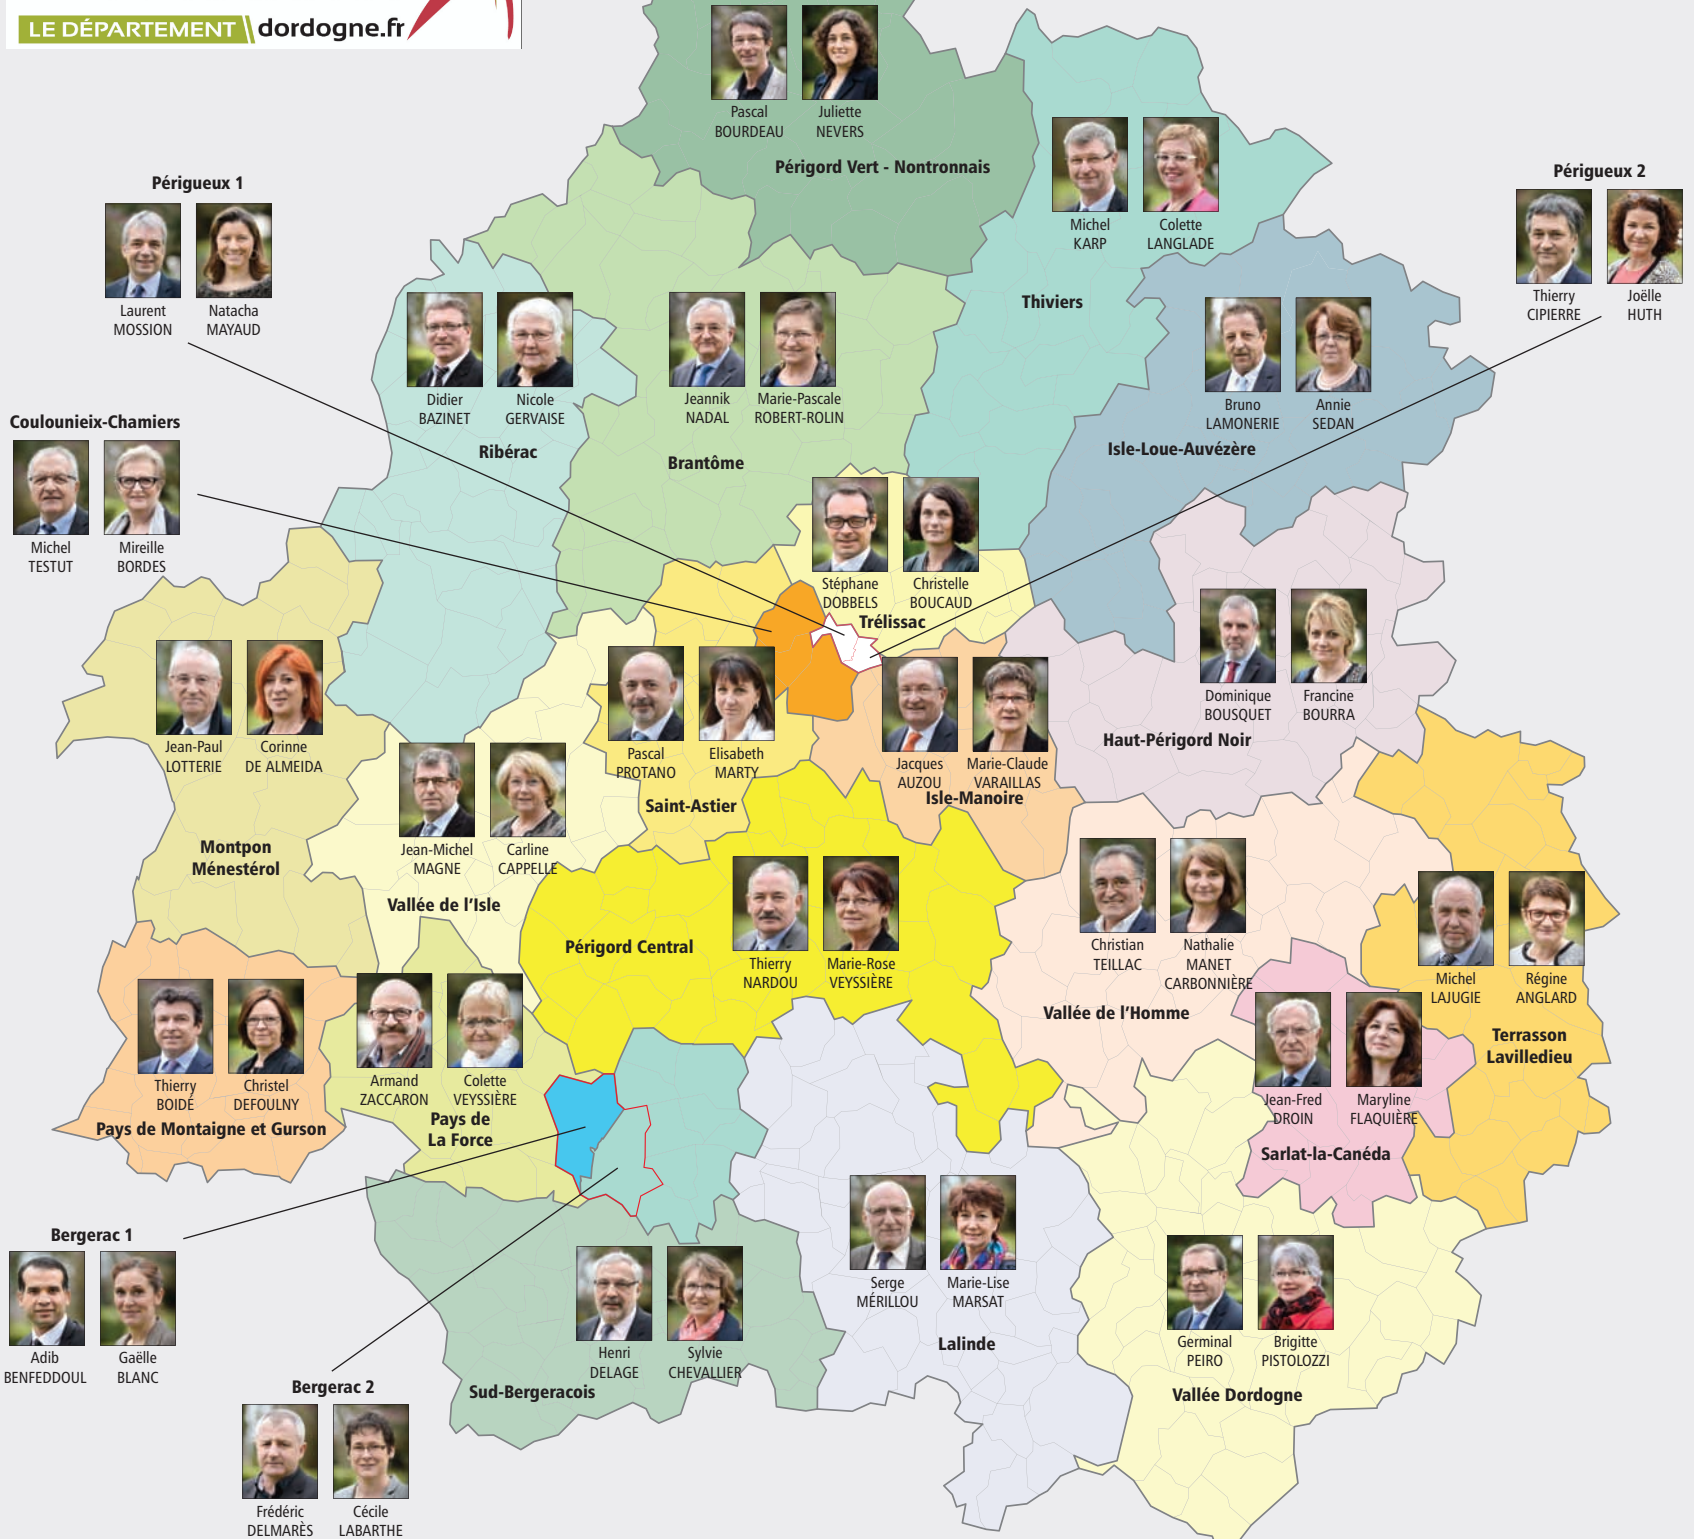 LE DÉPARTEMENT dordogne.fr
Pascal
BOURDEAU
Juliette
NEVERS
Périgord Vert - Nontronnais
Michel
KARP
Colette
LANGLADE
Thiviers
Périgueux 1
Laurent
MOSSION
Natacha
MAYAUD
Périgueux 2
Thierry
CIPIERRE
Joëlle
HUTH
Didier
BAZINET
Nicole
GERVAISE
Ribérac
Jeannik
NADAL
Marie-Pascale
ROBERT-ROLIN
Brantôme
Bruno
LAMONERIE
Annie
SEDAN
Isle-Loue-Auvézère
Coulounieix-Chamiers
Michel
TESTUT
Mireille
BORDES
Stéphane
DOBBELS
Christelle
BOUCAUD
Trélissac
Jean-Paul
LOTTERIE
Corinne
DE ALMEIDA
Montpon
Ménestérol
Pascal
PROTANO
Elisabeth
MARTY
Saint-Astier
Jacques
AUZOU
Marie-Claude
VARAILLAS
Isle-Manoire
Dominique
BOUSQUET
Francine
BOURRA
Haut-Périgord Noir
Jean-Michel
MAGNE
Carline
CAPPELLE
Vallée de l'Isle
Périgord Central
Thierry
NARDOU
Marie-Rose
VEYSSIÈRE
Christian
TEILLAC
Nathalie
MANET
CARBONNIÈRE
Vallée de l'Homme
Michel
LAJUGIE
Régine
ANGLARD
Terrasson
Lavilledieu
Thierry
BOIDÉ
Christel
DEFOULNY
Pays de Montaigne et Gurson
Armand
ZACCARON
Colette
VEYSSIÈRE
Pays de
La Force
Jean-Fred
DROIN
Maryline
FLAQUIÈRE
Sarlat-la-Canéda
Bergerac 1
Adib
BENFEDDOUL
Gaëlle
BLANC
Henri
DELAGE
Sylvie
CHEVALLIER
Sud-Bergeracois
Serge
MÉRILLOU
Marie-Lise
MARSAT
Lalinde
Germinal
PEIRO
Brigitte
PISTOLOZZI
Vallée Dordogne
Bergerac 2
Frédéric
DELMARÈS
Cécile
LABARTHE